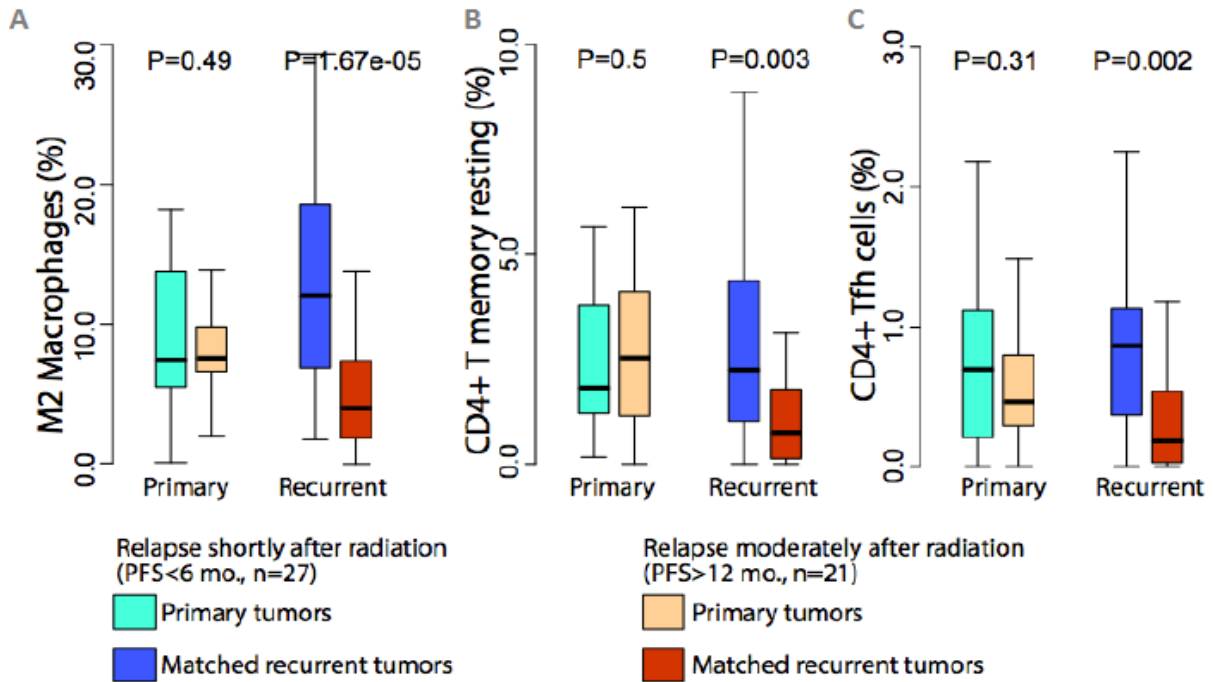 A
M2 Macrophages (%)
30.0
20.0
10.0
0.0
P=0.49
P=1.67e-05
Primary
Recurrent
B
CD4+ T memory resting (%)
10.0
5.0
0.0
P=0.5
P=0.003
Primary
Recurrent
C
CD4+ Tfh cells (%)
3.0
2.0
1.0
0.0
P=0.31
P=0.002
Primary
Recurrent
Relapse shortly after radiation
(PFS<6 mo., n=27)
Primary tumors
Matched recurrent tumors
Relapse moderately after radiation
(PFS>12 mo., n=21)
Primary tumors
Matched recurrent tumors